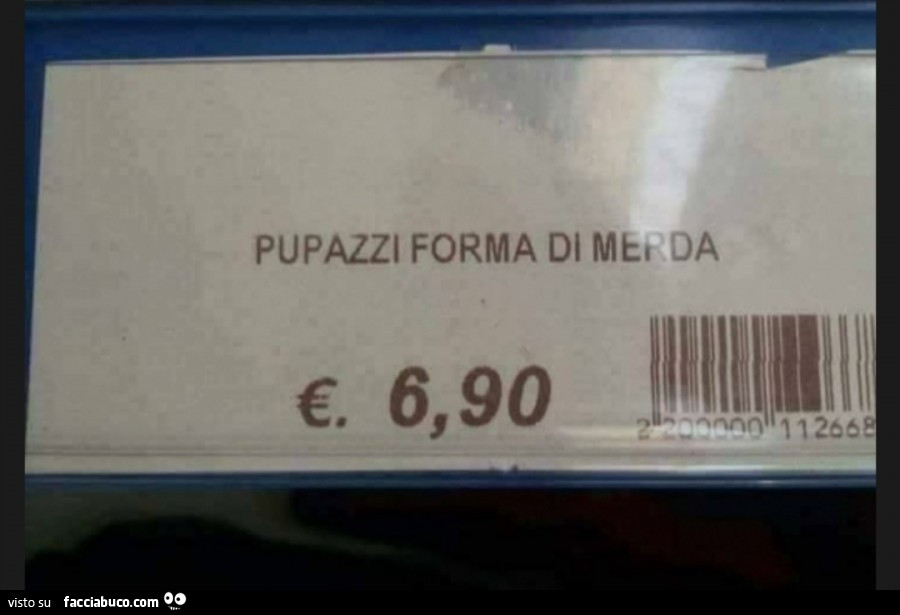 PUPAZZI FORMA DI MERDA
€. 6,90
2 200000 112668
visto su facciabuco.com